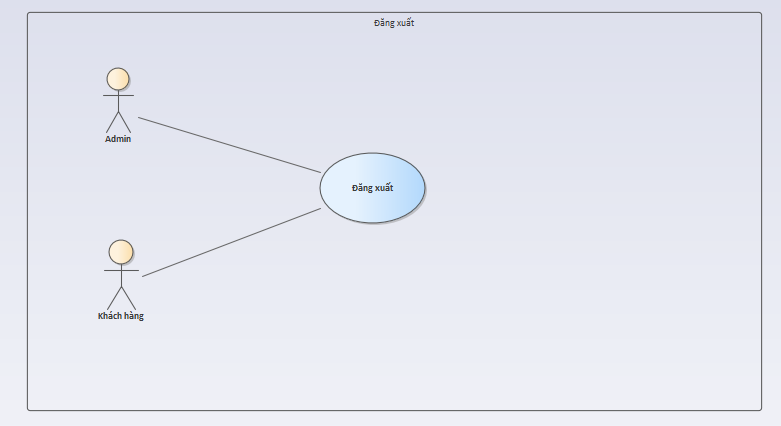 Đăng xuất
Admin
Đăng xuất
Khách hàng